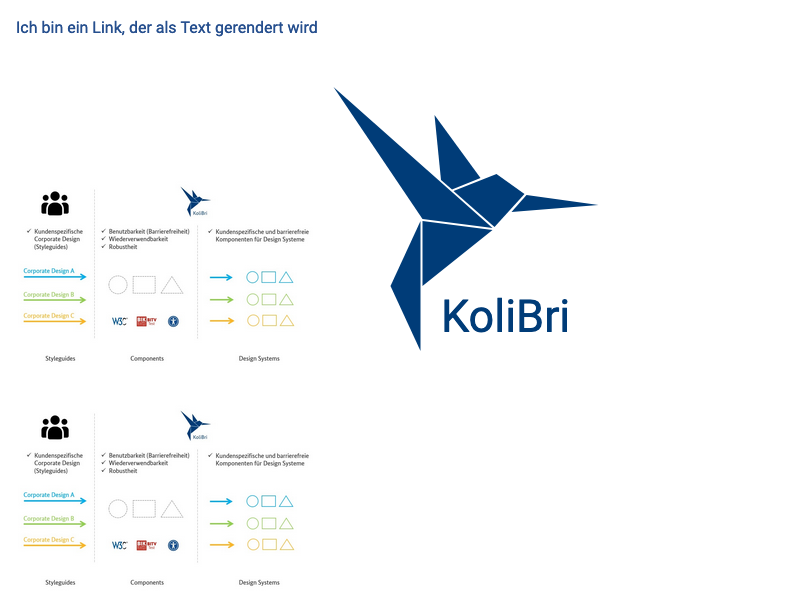 Ich bin ein Link, der als Text gerendert wird
KoliBri
KoliBri
✓ Kundenspezifische
Corporate Design
(Styleguides)
✓ Benutzbarkeit (Barrierefreiheit)
✓ Wiederverwendbarkeit
✓ Robustheit
✓ Kundenspezifische und barrierefreie
Komponenten für Design Systeme
Corporate Design A
Corporate Design B
Corporate Design C
W3C
BIK BITV
Styleguides
Components
Design Systems
KoliBri
✓ Kundenspezifische
Corporate Design
(Styleguides)
✓ Benutzbarkeit (Barrierefreiheit)
✓ Wiederverwendbarkeit
✓ Robustheit
✓ Kundenspezifische und barrierefreie
Komponenten für Design Systeme
Corporate Design A
Corporate Design B
Corporate Design C
W3C
BIK BITV
Styleguides
Components
Design Systems